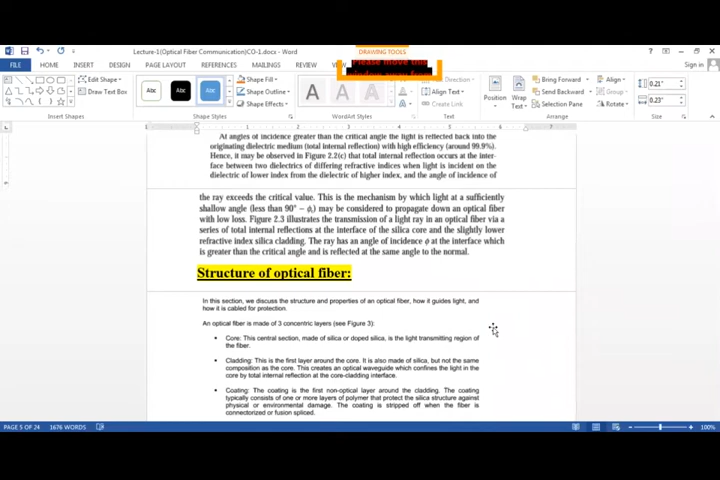 Lecture-1(Optical Fiber Communication)CO-1.docx - Word
DRAWING TOOLS
Please move this
window away from
FILE HOME INSERT DESIGN PAGE LAYOUT REFERENCES MAILINGS REVIEW
Sign in
Edit Shape
Draw Text Box
Insert Shapes
Abc Abc Abc
Shape Styles
Shape Fill
Shape Outline
Shape Effects
A A A
WordArt Styles
Direction
Align Text
Create Link
Text
Position
Wrap
Text
Bring Forward
Send Backward
Selection Pane
Align
Group
Rotate
Arrange
0.21"
0.23"
Size
At angles of incidence greater than the critical angle the light is reflected back into the
originating dielectric medium (total internal reflection) with high efficiency (around 99.9%).
Hence, it may be observed in Figure 2.2(c) that total internal reflection occurs at the inter-
face between two dielectrics of differing refractive indices when light is incident on the
dielectric of lower index from the dielectric of higher index, and the angle of incidence of
the ray exceeds the critical value. This is the mechanism by which light at a sufficiently
shallow angle (less than 90° − ϕc) may be considered to propagate down an optical fiber
with low loss. Figure 2.3 illustrates the transmission of a light ray in an optical fiber via a
series of total internal reflections at the interface of the silica core and the slightly lower
refractive index silica cladding. The ray has an angle of incidence ϕ at the interface which
is greater than the critical angle and is reflected at the same angle to the normal.
Structure of optical fiber:
In this section, we discuss the structure and properties of an optical fiber, how it guides light, and
how it is cabled for protection.
An optical fiber is made of 3 concentric layers (see Figure 3):
• Core: This central section, made of silica or doped silica, is the light transmitting region of
the fiber.
• Cladding: This is the first layer around the core. It is also made of silica, but not the same
composition as the core. This creates an optical waveguide which confines the light in the
core by total internal reflection at the core-cladding interface.
• Coating: The coating is the first non-optical layer around the cladding. The coating
typically consists of one or more layers of polymer that protect the silica structure against
physical or environmental damage. The coating is stripped off when the fiber is
connectorized or fusion spliced.
PAGE 5 OF 24 1676 WORDS
100%